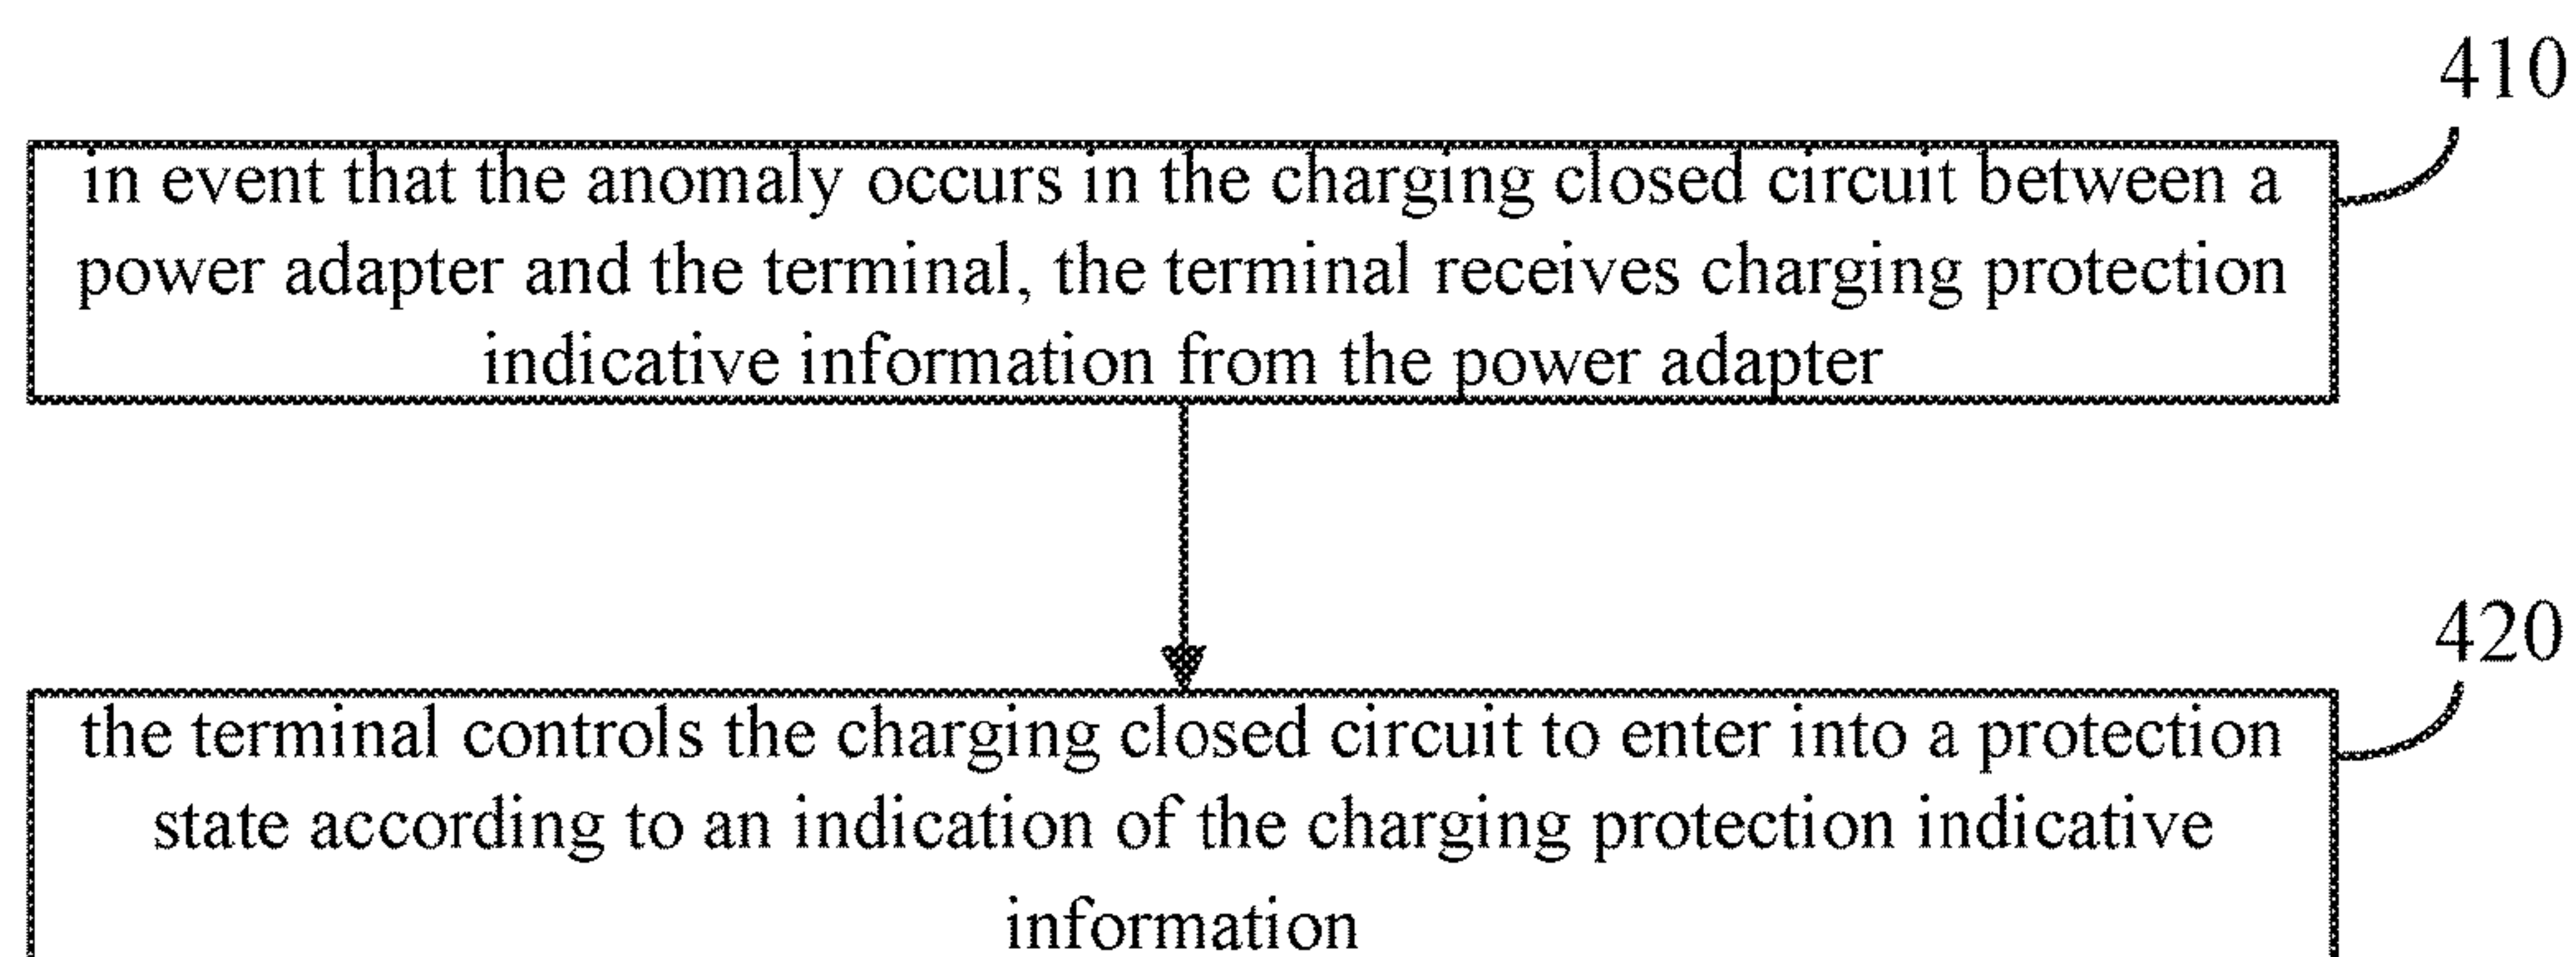 410
in event that the anomaly occurs in the charging closed circuit between a
power adapter and the terminal, the terminal receives charging protection
indicative information from the power adapter
420
the terminal controls the charging closed circuit to enter into a protection
state according to an indication of the charging protection indicative
information